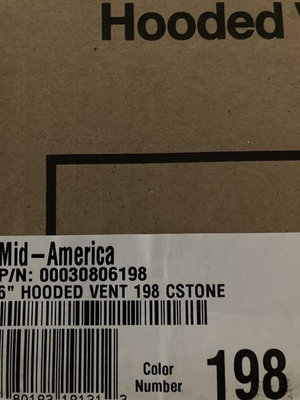 Hooded
Mid-America
P/N: 00030806198
6" HOODED VENT 198 CSTONE
Color
Number
198